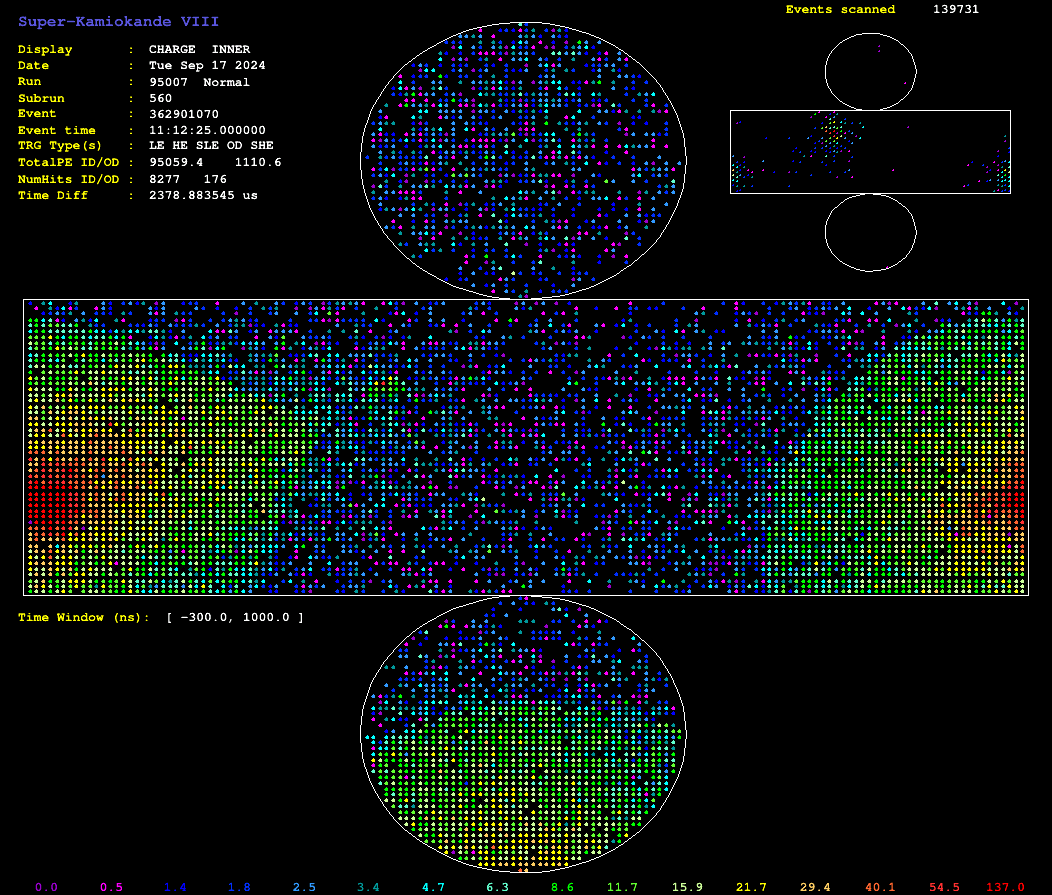 Super-Kamiokande VIII
Display : CHARGE INNER
Date : Tue Sep 17 2024
Run : 95007 Normal
Subrun : 560
Event : 362901070
Event time : 11:12:25.000000
TRG Type(s) : LE HE SLE OD SHE
TotalPE ID/OD : 95059.4 1110.6
NumHits ID/OD : 8277 176
Time Diff : 2378.883545 us
Events scanned 139731
Time Window (ns): [ -300.0, 1000.0 ]
0.0 0.5 1.4 1.8 2.5 3.4 4.7 6.3 8.6 11.7 15.9 21.7 29.4 40.1 54.5 137.0